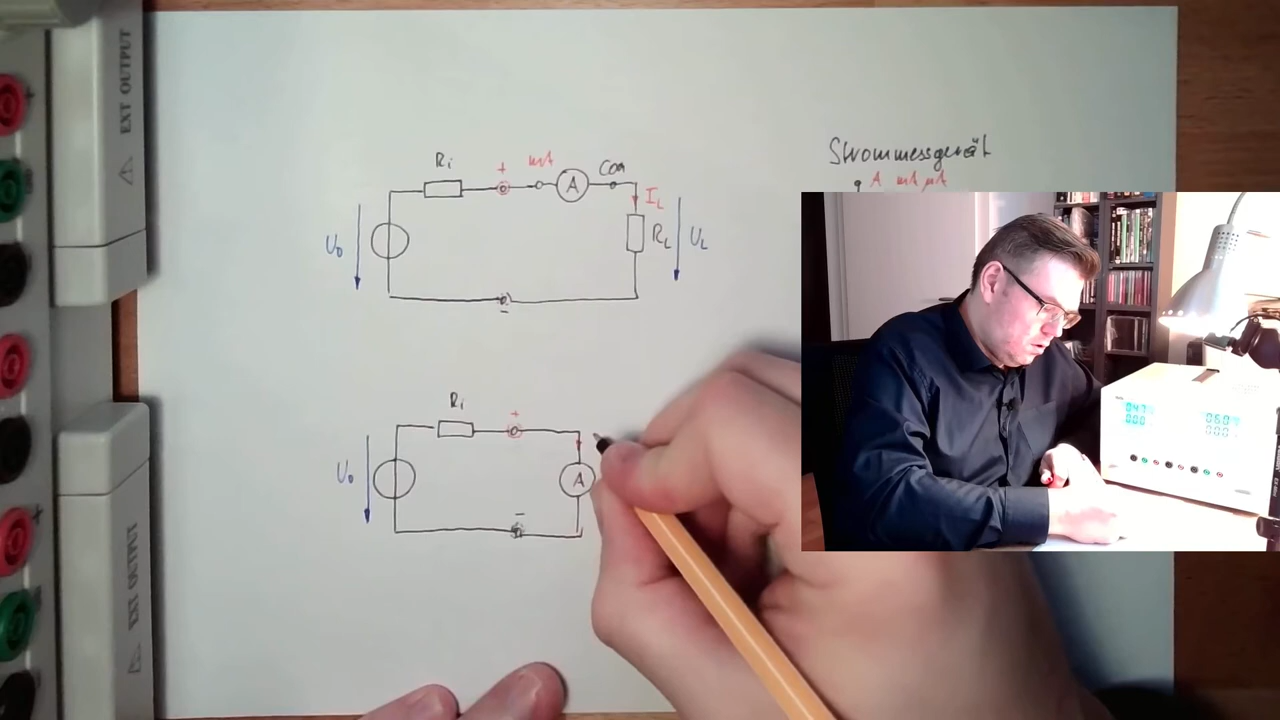 EXT OUTPUT
+
Strommessgerät
A mA µA
Ri
+
mA
A
COM
IL
U0
RL
UL
−
Ri
+
U0
A
−
EXT OUTPUT
+